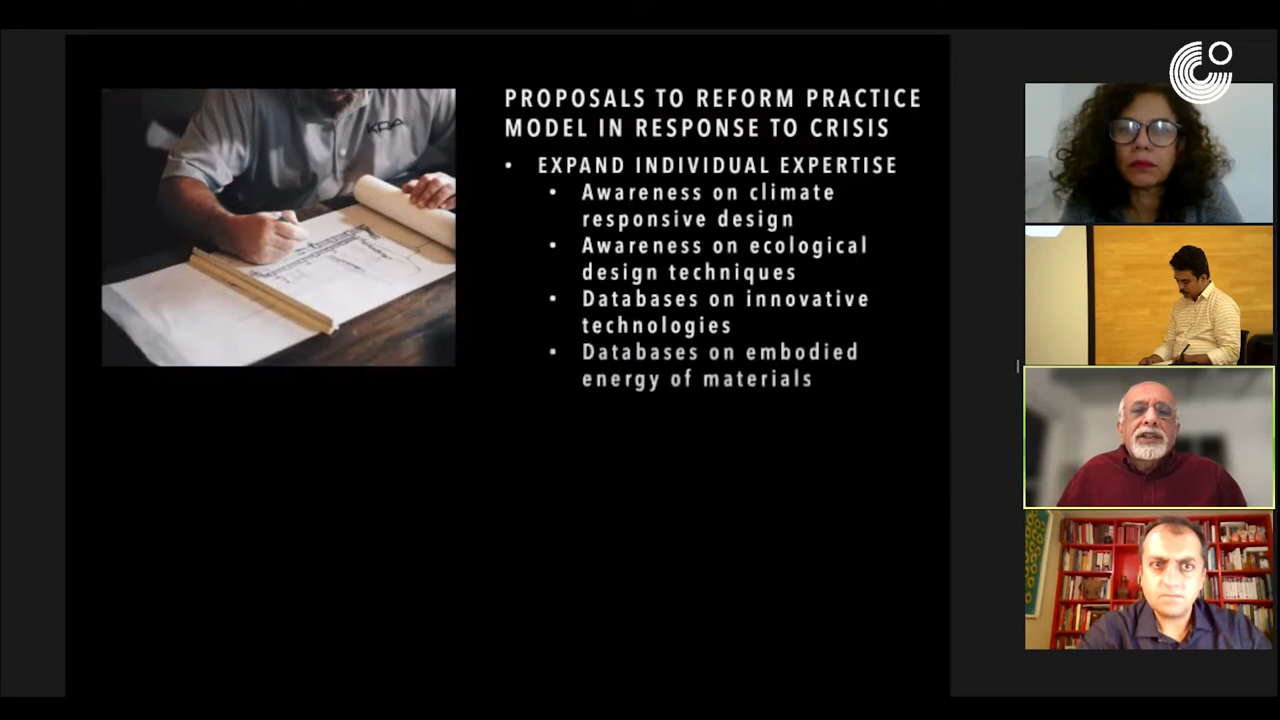 PROPOSALS TO REFORM PRACTICE
MODEL IN RESPONSE TO CRISIS
• EXPAND INDIVIDUAL EXPERTISE
• Awareness on climate
responsive design
• Awareness on ecological
design techniques
• Databases on innovative
technologies
• Databases on embodied
energy of materials